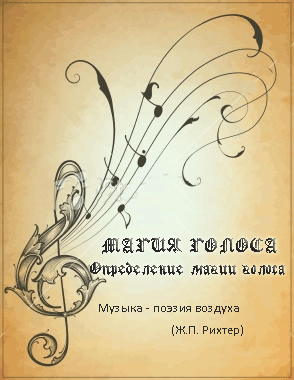 МАГИЯ ГОЛОСА
Определение магии голоса
Музыка - поэзия воздуха
(Ж.П. Рихтер)